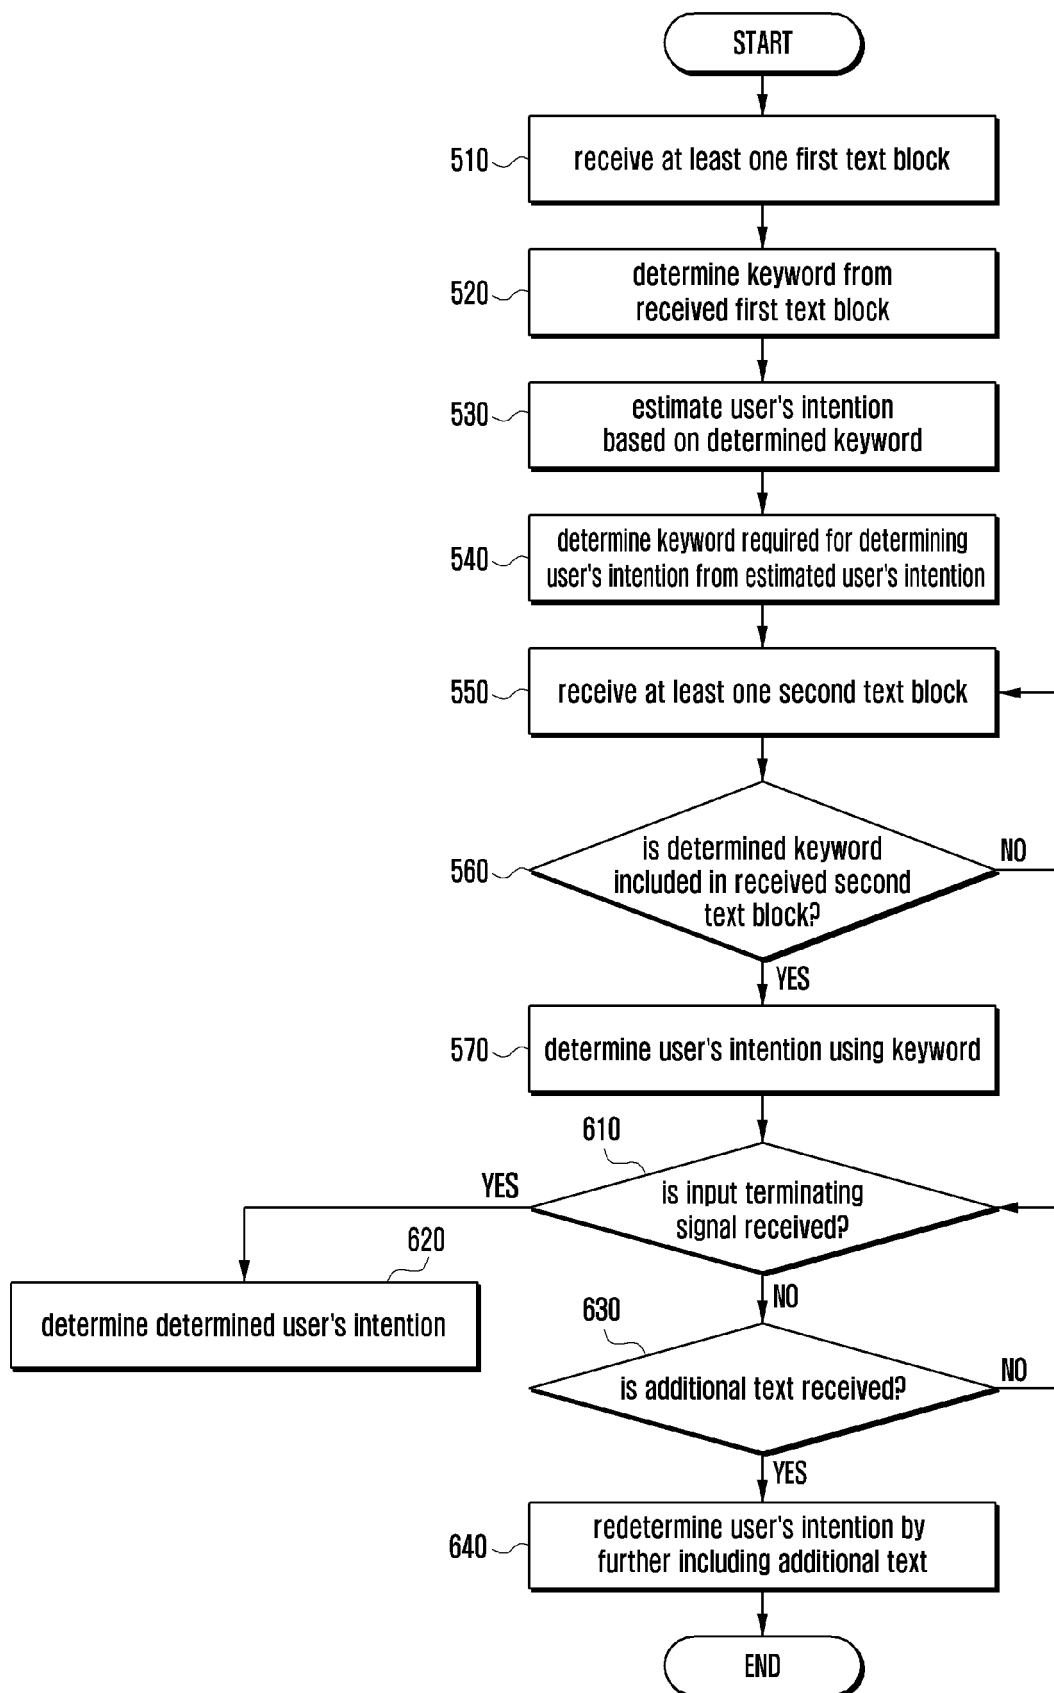 START
510
receive at least one first text block
520
determine keyword from
received first text block
530
estimate user's intention
based on determined keyword
540
determine keyword required for determining
user's intention from estimated user's intention
550
receive at least one second text block
560
is determined keyword
included in received second
text block?
NO
YES
570
determine user's intention using keyword
610
YES
is input terminating
signal received?
620
determine determined user's intention
NO
630
is additional text received?
NO
YES
640
redetermine user's intention by
further including additional text
END